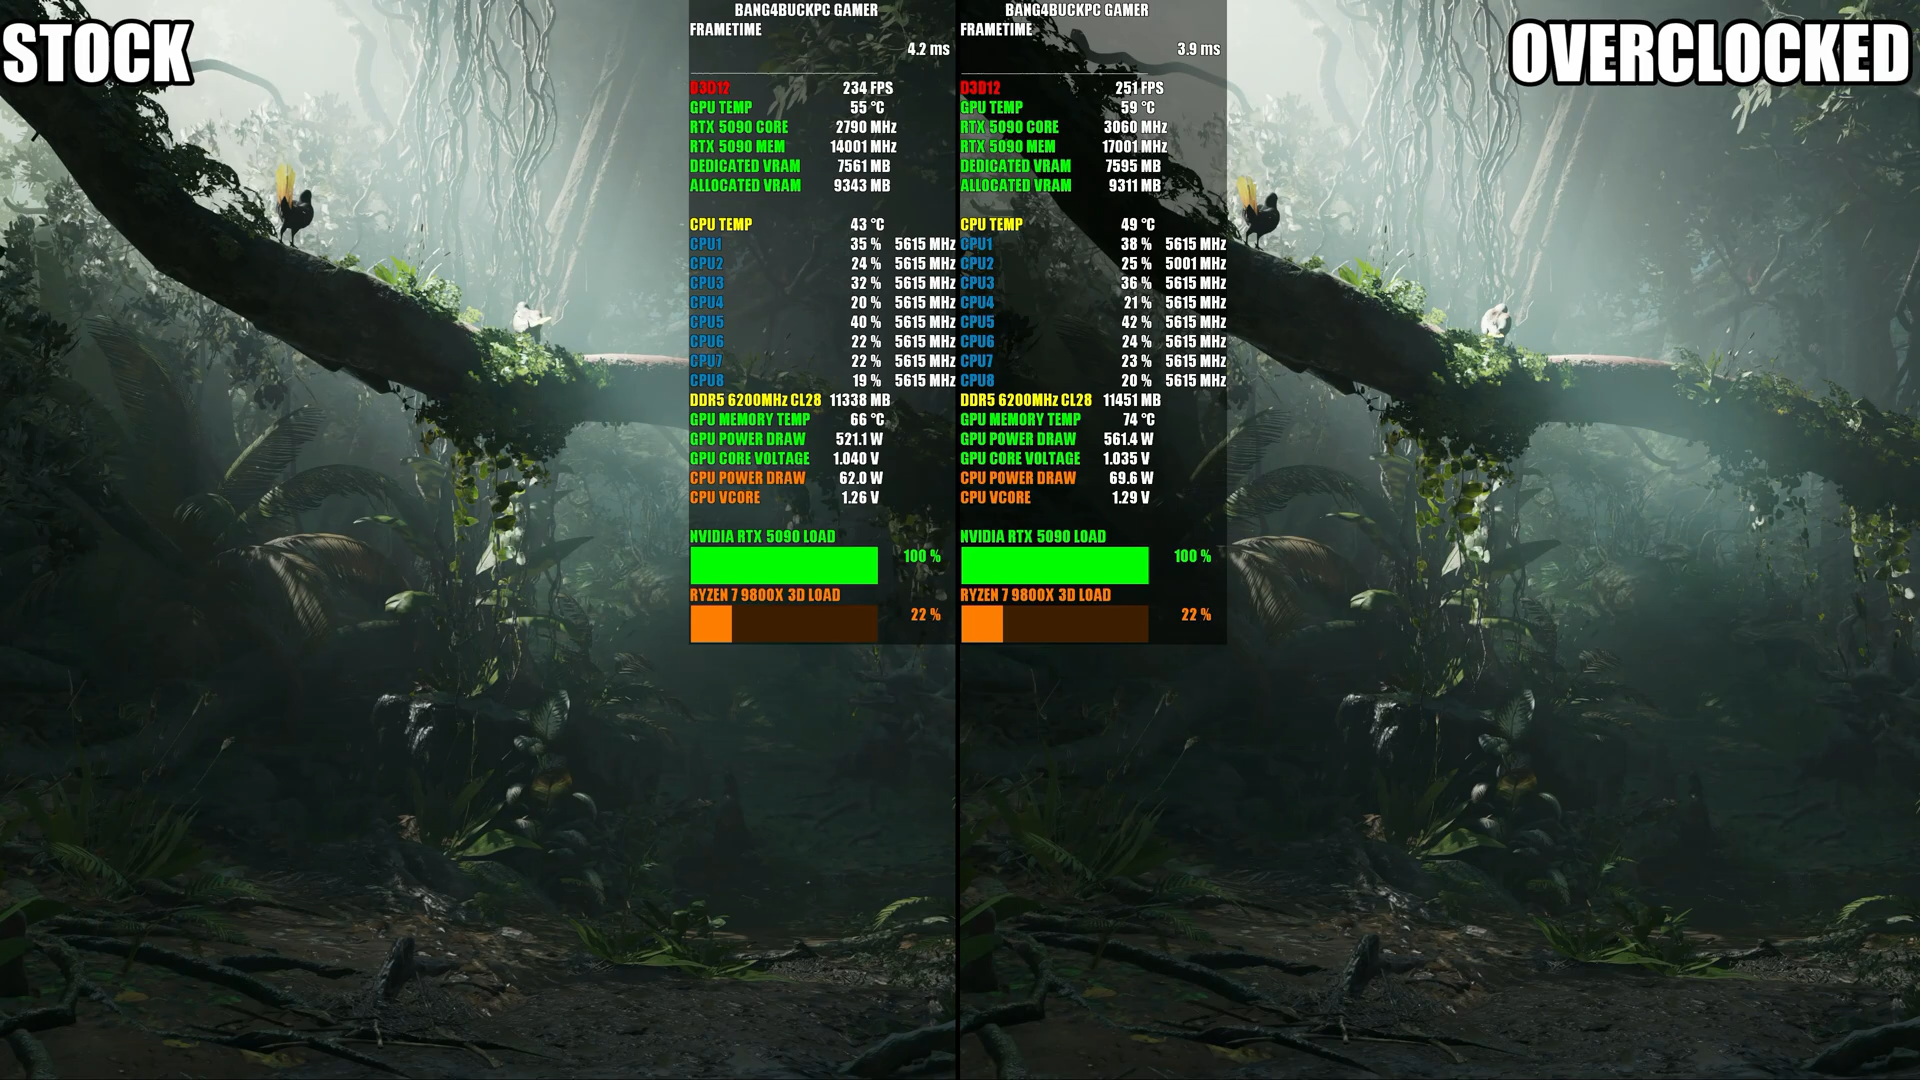 STOCK
BANG4BUCKPC GAMER
FRAMETIME
4.2 ms
D3D12 234 FPS
GPU TEMP 55 °C
RTX 5090 CORE 2790 MHz
RTX 5090 MEM 14001 MHz
DEDICATED VRAM 7561 MB
ALLOCATED VRAM 9343 MB
CPU TEMP 43 °C
CPU1 35 % 5615 MHz
CPU2 24 % 5615 MHz
CPU3 32 % 5615 MHz
CPU4 20 % 5615 MHz
CPU5 40 % 5615 MHz
CPU6 22 % 5615 MHz
CPU7 22 % 5615 MHz
CPU8 19 % 5615 MHz
DDR5 6200MHz CL28 11338 MB
GPU MEMORY TEMP 66 °C
GPU POWER DRAW 521.1 W
GPU CORE VOLTAGE 1.040 V
CPU POWER DRAW 62.0 W
CPU VCORE 1.26 V
NVIDIA RTX 5090 LOAD
100 %
RYZEN 7 9800X 3D LOAD
22 %
OVERCLOCKED
BANG4BUCKPC GAMER
FRAMETIME
3.9 ms
D3D12 251 FPS
GPU TEMP 59 °C
RTX 5090 CORE 3060 MHz
RTX 5090 MEM 17001 MHz
DEDICATED VRAM 7595 MB
ALLOCATED VRAM 9311 MB
CPU TEMP 49 °C
CPU1 38 % 5615 MHz
CPU2 25 % 5001 MHz
CPU3 36 % 5615 MHz
CPU4 21 % 5615 MHz
CPU5 42 % 5615 MHz
CPU6 24 % 5615 MHz
CPU7 23 % 5615 MHz
CPU8 20 % 5615 MHz
DDR5 6200MHz CL28 11451 MB
GPU MEMORY TEMP 74 °C
GPU POWER DRAW 561.4 W
GPU CORE VOLTAGE 1.035 V
CPU POWER DRAW 69.6 W
CPU VCORE 1.29 V
NVIDIA RTX 5090 LOAD
100 %
RYZEN 7 9800X 3D LOAD
22 %